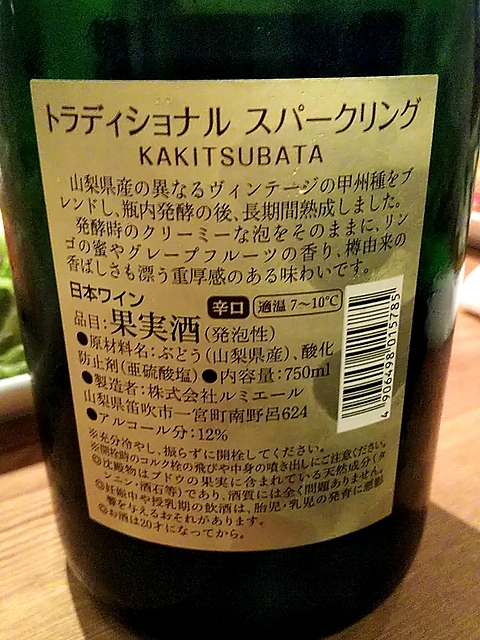 トラディショナル スパークリング
KAKITSUBATA
山梨県産の異なるヴィンテージの甲州種をブ
レンドし、瓶内発酵の後、長期間熟成しました。
発酵時のクリーミーな泡をそのままに、リン
ゴの蜜やグレープフルーツの香り、樽由来の
香ばしさも漂う重厚感のある味わいです。
日本ワイン 辛口 適温 7〜10℃
品目:果実酒(発泡性)
●原材料名:ぶどう(山梨県産)、酸化
防止剤(亜硫酸塩)●内容量:750ml
●製造者:株式会社ルミエール
山梨県笛吹市一宮町南野呂624
●アルコール分:12%
※充分冷やし、振らずに開栓してください。
※開栓時のコルク栓の飛びや中身の噴き出しにご注意ください。
◎沈殿物はブドウの果実に含まれている天然成分(タ
ンニン・酒石等)であり、酒質には全く問題ありません。
◎妊娠中や授乳期の飲酒は、胎児・乳児の発育に悪影
響を与えるおそれがあります。
◎お酒は20才になってから。
4906498015785